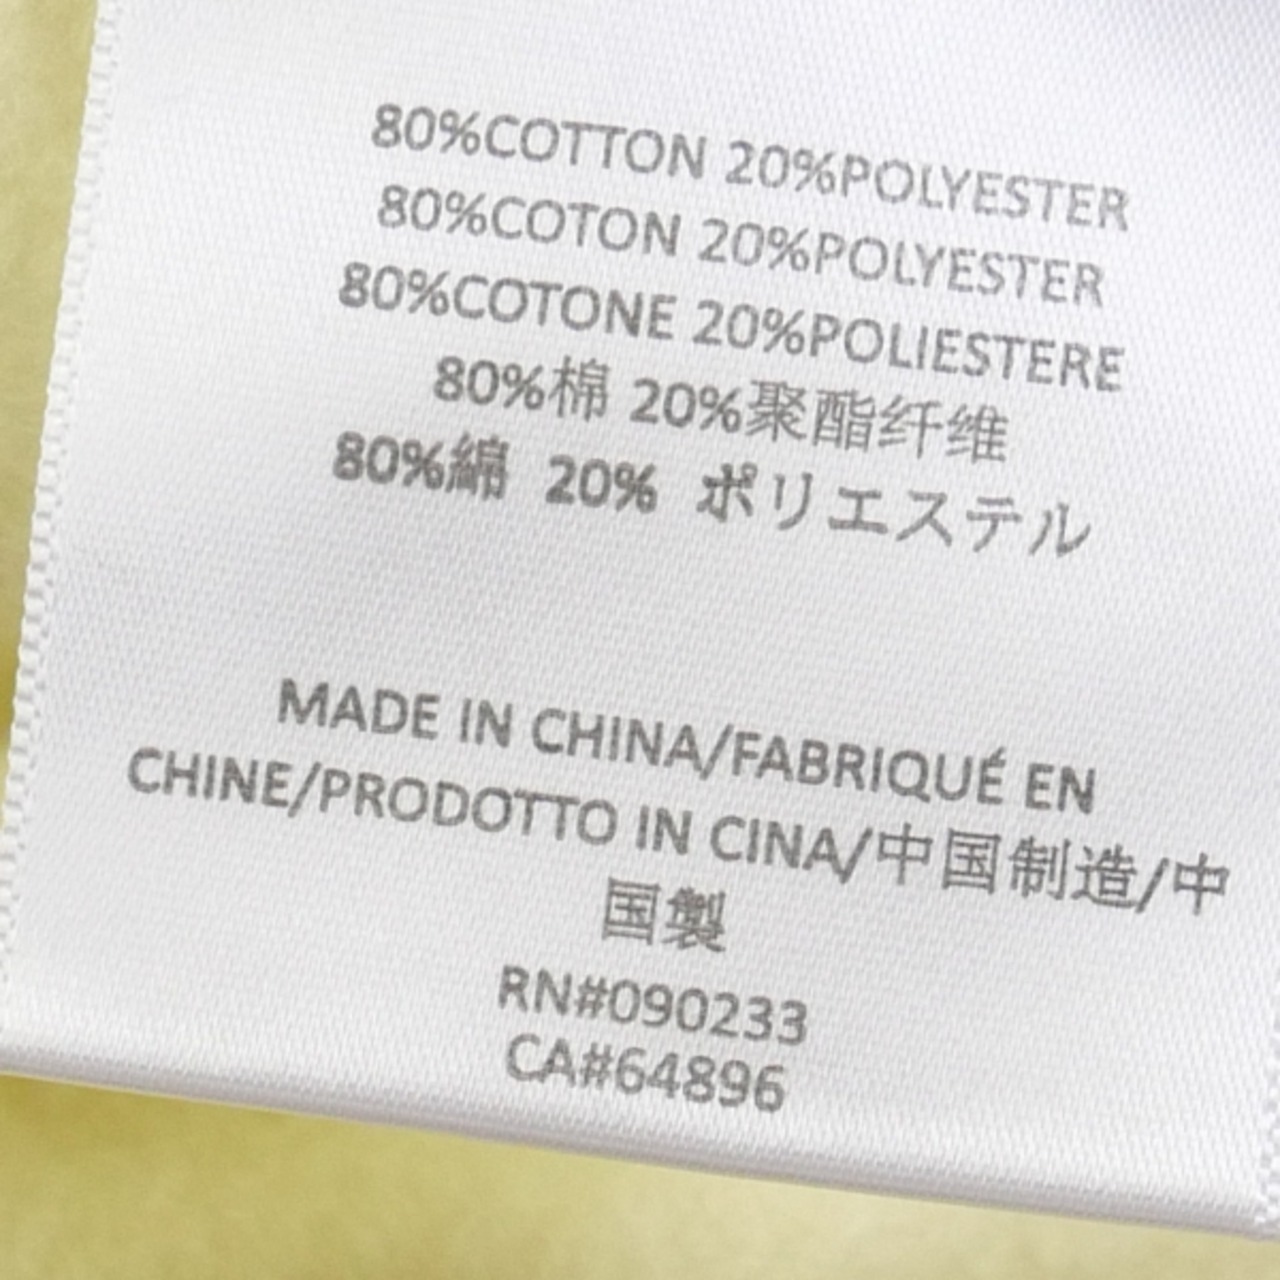 80%COTTON 20%POLYESTER
80%COTON 20%POLYESTER
80%COTONE 20%POLIESTERE
80%棉 20%聚酯纤维
80%綿 20% ポリエステル
MADE IN CHINA/FABRIQUÉ EN
CHINE/PRODOTTO IN CINA/中国制造/中
国製
RN#090233
CA#64896